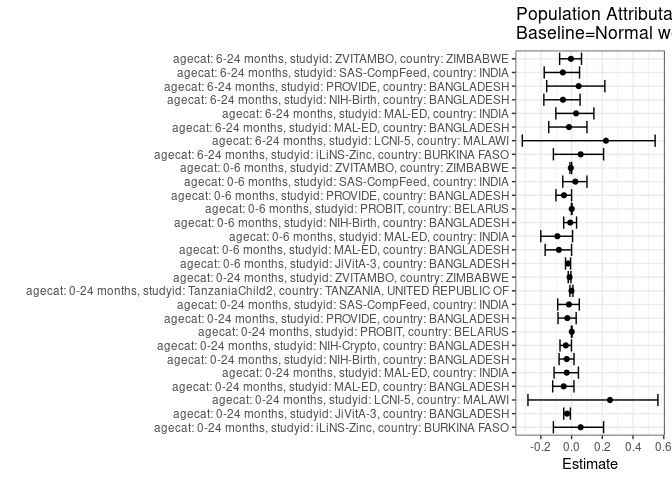 Population Attributa
Baseline=Normal w
agecat: 6-24 months, studyid: ZVITAMBO, country: ZIMBABWE
agecat: 6-24 months, studyid: SAS-CompFeed, country: INDIA
agecat: 6-24 months, studyid: PROVIDE, country: BANGLADESH
agecat: 6-24 months, studyid: NIH-Birth, country: BANGLADESH
agecat: 6-24 months, studyid: MAL-ED, country: INDIA
agecat: 6-24 months, studyid: MAL-ED, country: BANGLADESH
agecat: 6-24 months, studyid: LCNI-5, country: MALAWI
agecat: 6-24 months, studyid: iLiNS-Zinc, country: BURKINA FASO
agecat: 0-6 months, studyid: ZVITAMBO, country: ZIMBABWE
agecat: 0-6 months, studyid: SAS-CompFeed, country: INDIA
agecat: 0-6 months, studyid: PROVIDE, country: BANGLADESH
agecat: 0-6 months, studyid: PROBIT, country: BELARUS
agecat: 0-6 months, studyid: NIH-Birth, country: BANGLADESH
agecat: 0-6 months, studyid: MAL-ED, country: INDIA
agecat: 0-6 months, studyid: MAL-ED, country: BANGLADESH
agecat: 0-6 months, studyid: JiVitA-3, country: BANGLADESH
agecat: 0-24 months, studyid: ZVITAMBO, country: ZIMBABWE
agecat: 0-24 months, studyid: TanzaniaChild2, country: TANZANIA, UNITED REPUBLIC OF
agecat: 0-24 months, studyid: SAS-CompFeed, country: INDIA
agecat: 0-24 months, studyid: PROVIDE, country: BANGLADESH
agecat: 0-24 months, studyid: PROBIT, country: BELARUS
agecat: 0-24 months, studyid: NIH-Crypto, country: BANGLADESH
agecat: 0-24 months, studyid: NIH-Birth, country: BANGLADESH
agecat: 0-24 months, studyid: MAL-ED, country: INDIA
agecat: 0-24 months, studyid: MAL-ED, country: BANGLADESH
agecat: 0-24 months, studyid: LCNI-5, country: MALAWI
agecat: 0-24 months, studyid: JiVitA-3, country: BANGLADESH
agecat: 0-24 months, studyid: iLiNS-Zinc, country: BURKINA FASO
-0.2 0.0 0.2 0.4 0.6
Estimate